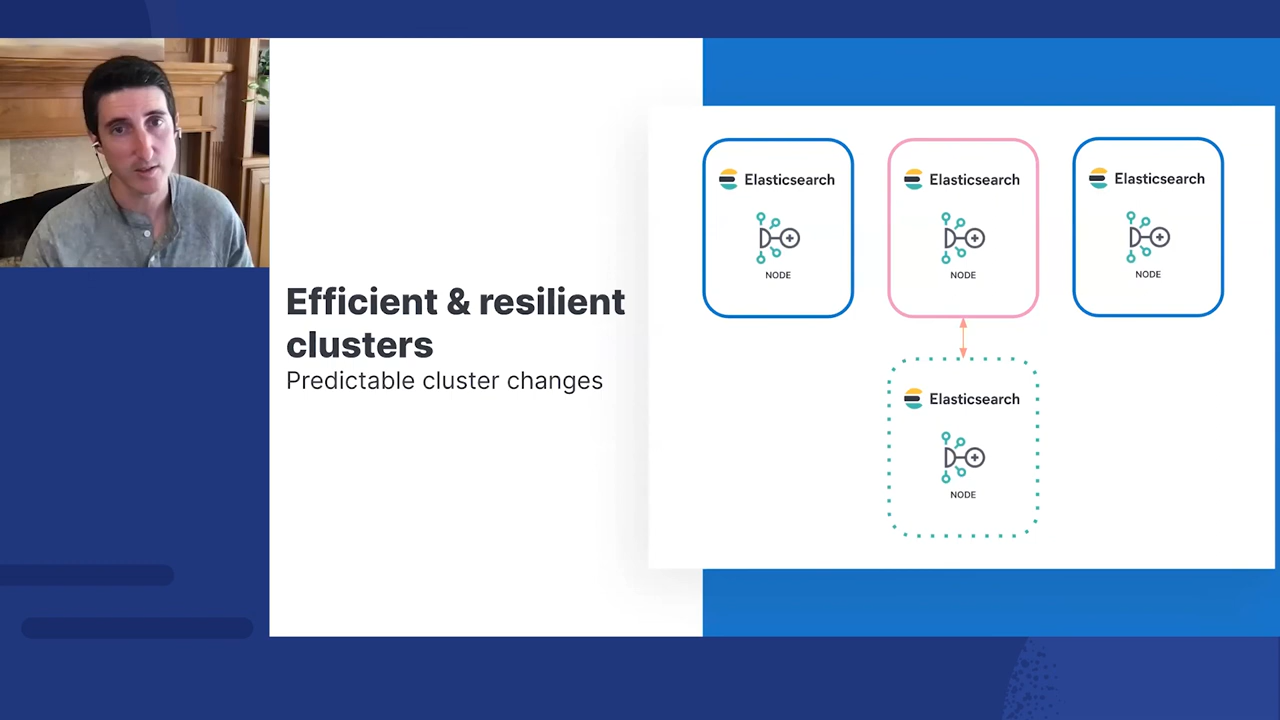 Efficient & resilient
clusters
Predictable cluster changes
Elasticsearch
NODE
Elasticsearch
NODE
Elasticsearch
NODE
Elasticsearch
NODE